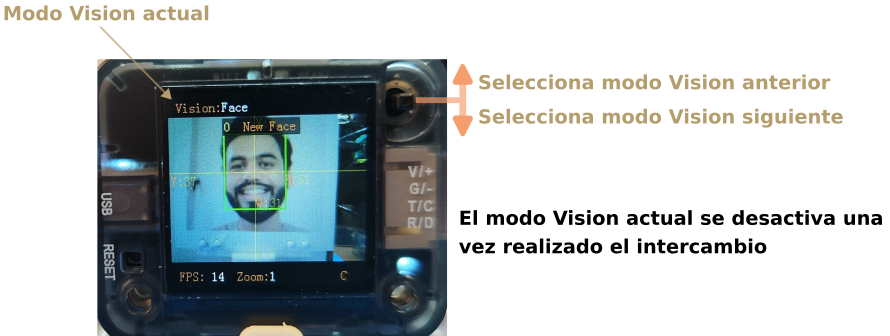 Modo Vision actual
Selecciona modo Vision anterior
Selecciona modo Vision siguiente
Vision:Face
0 New Face
V/+
G/-
T/C
R/D
USB
RESET
El modo Vision actual se desactiva una
vez realizado el intercambio
FPS: 14 Zoom:1 C